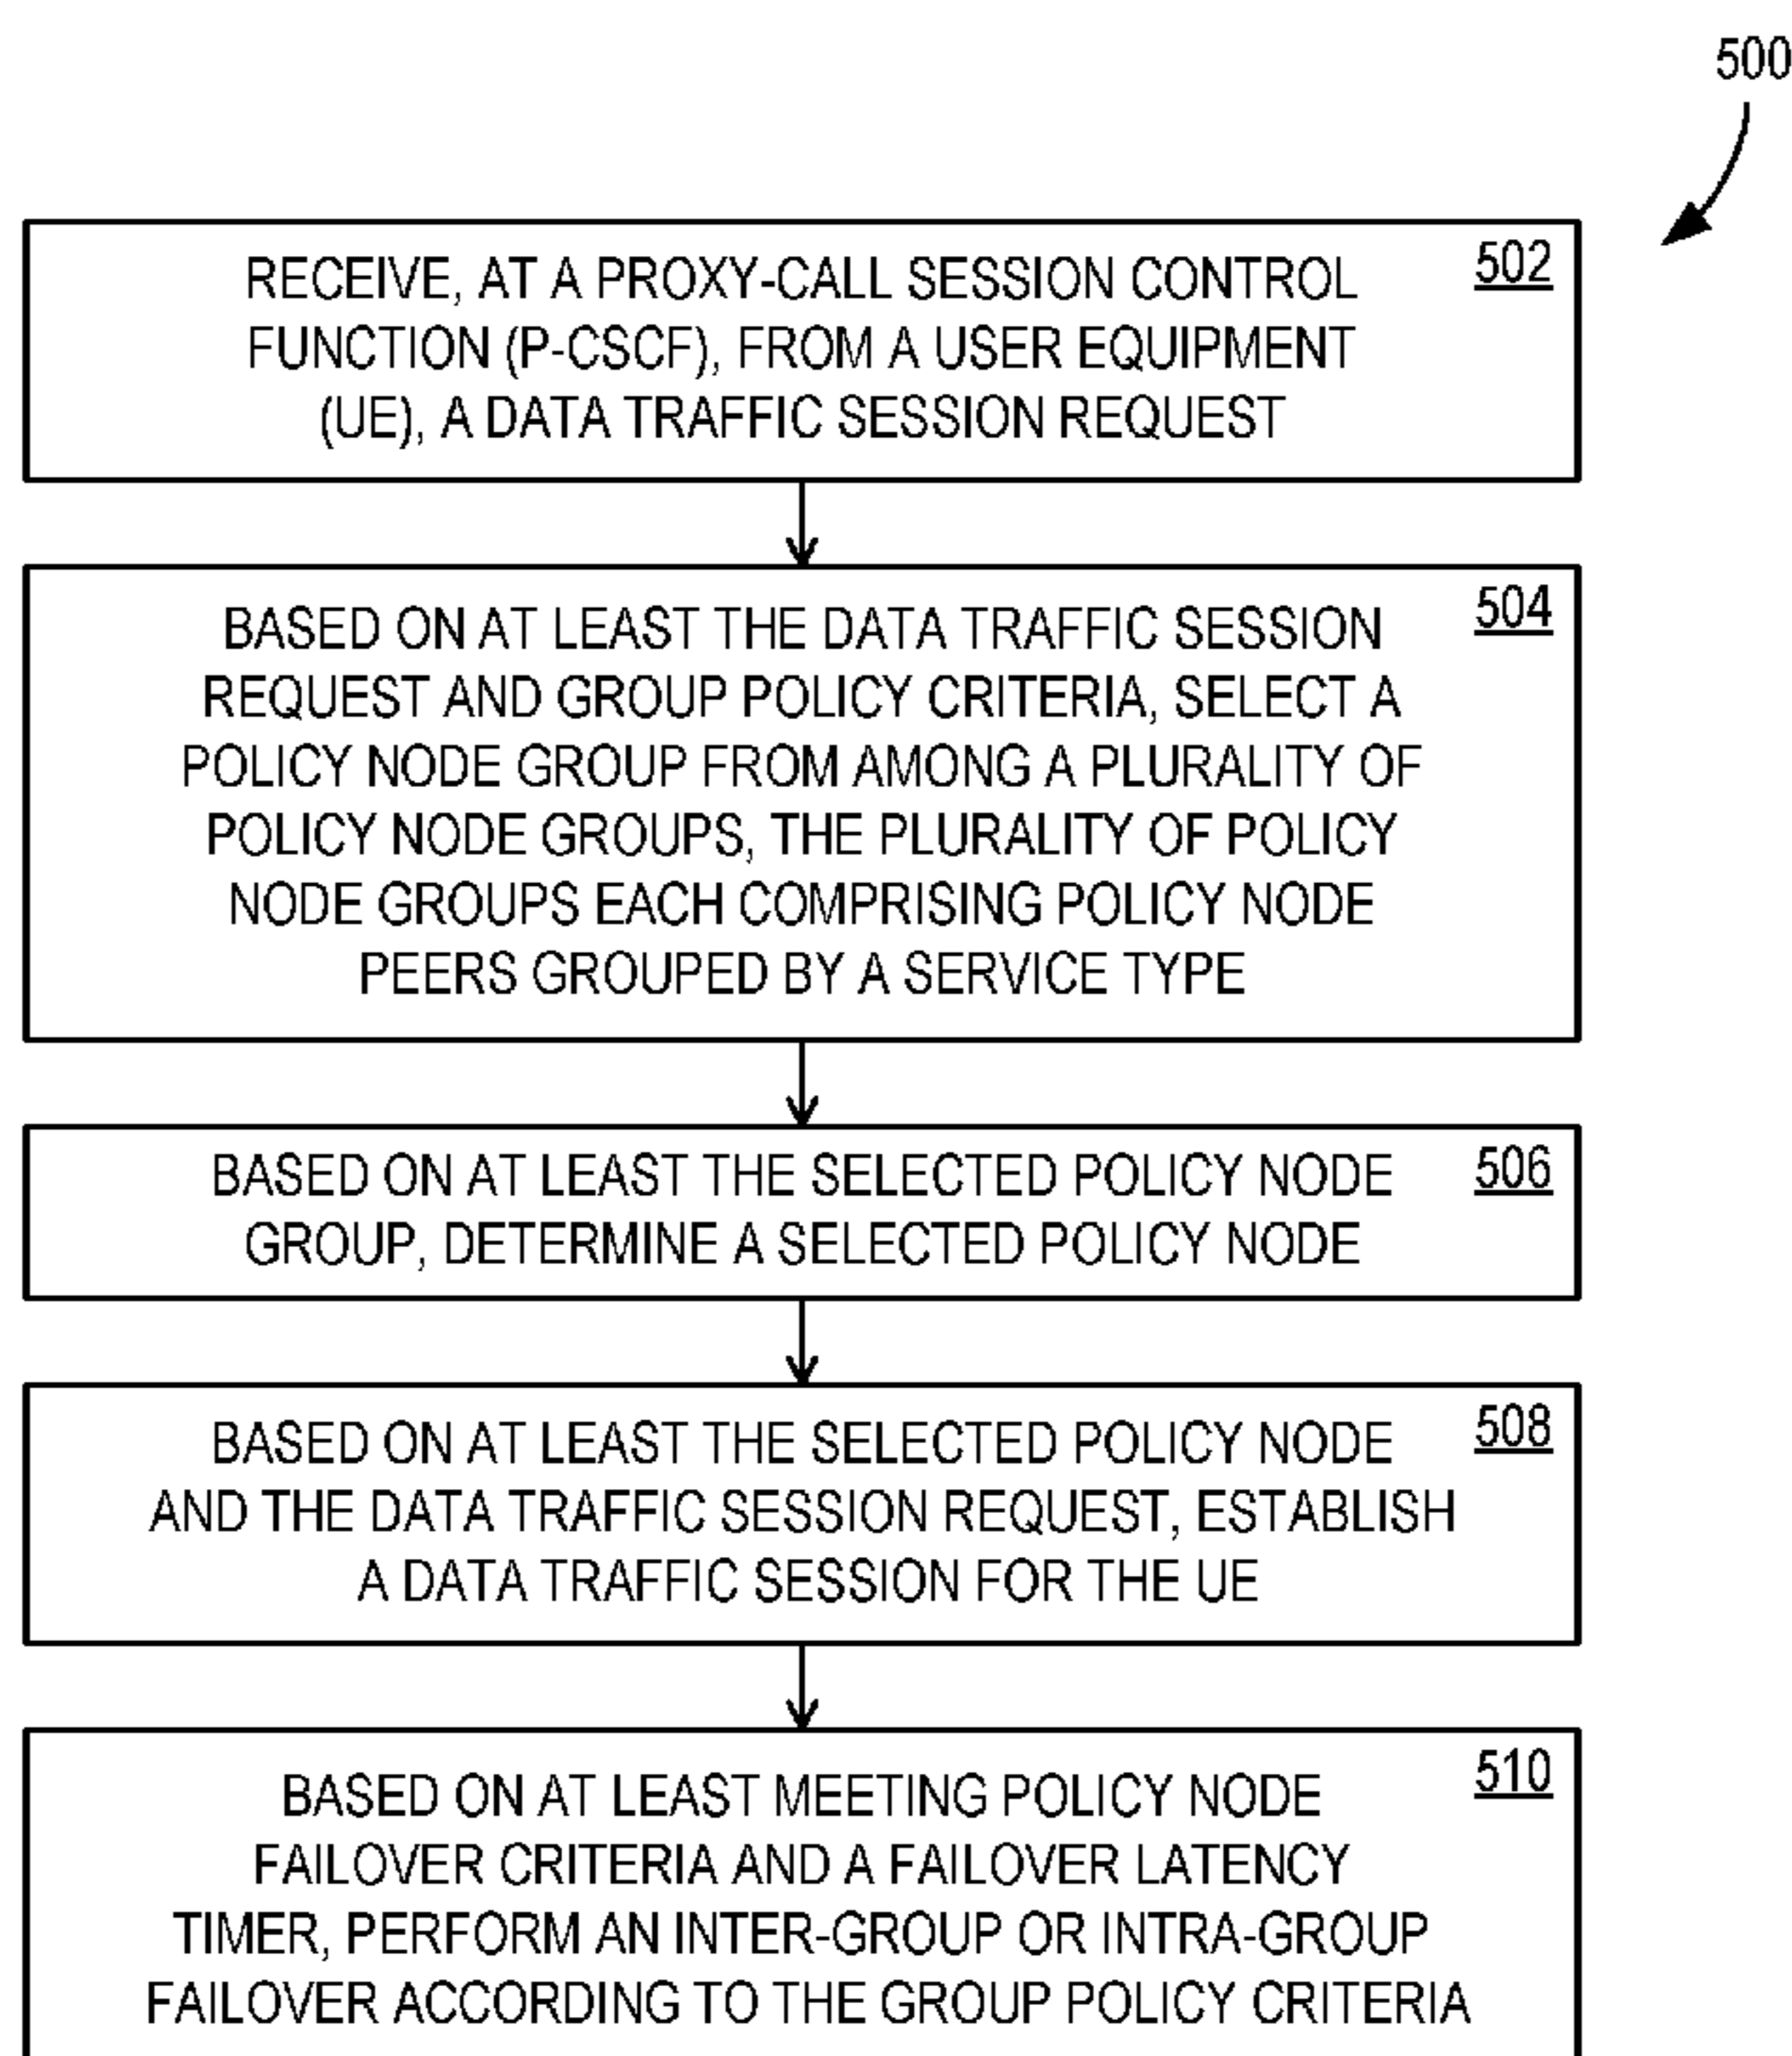 500
502
RECEIVE, AT A PROXY-CALL SESSION CONTROL
FUNCTION (P-CSCF), FROM A USER EQUIPMENT
(UE), A DATA TRAFFIC SESSION REQUEST
504
BASED ON AT LEAST THE DATA TRAFFIC SESSION
REQUEST AND GROUP POLICY CRITERIA, SELECT A
POLICY NODE GROUP FROM AMONG A PLURALITY OF
POLICY NODE GROUPS, THE PLURALITY OF POLICY
NODE GROUPS EACH COMPRISING POLICY NODE
PEERS GROUPED BY A SERVICE TYPE
506
BASED ON AT LEAST THE SELECTED POLICY NODE
GROUP, DETERMINE A SELECTED POLICY NODE
508
BASED ON AT LEAST THE SELECTED POLICY NODE
AND THE DATA TRAFFIC SESSION REQUEST, ESTABLISH
A DATA TRAFFIC SESSION FOR THE UE
510
BASED ON AT LEAST MEETING POLICY NODE
FAILOVER CRITERIA AND A FAILOVER LATENCY
TIMER, PERFORM AN INTER-GROUP OR INTRA-GROUP
FAILOVER ACCORDING TO THE GROUP POLICY CRITERIA